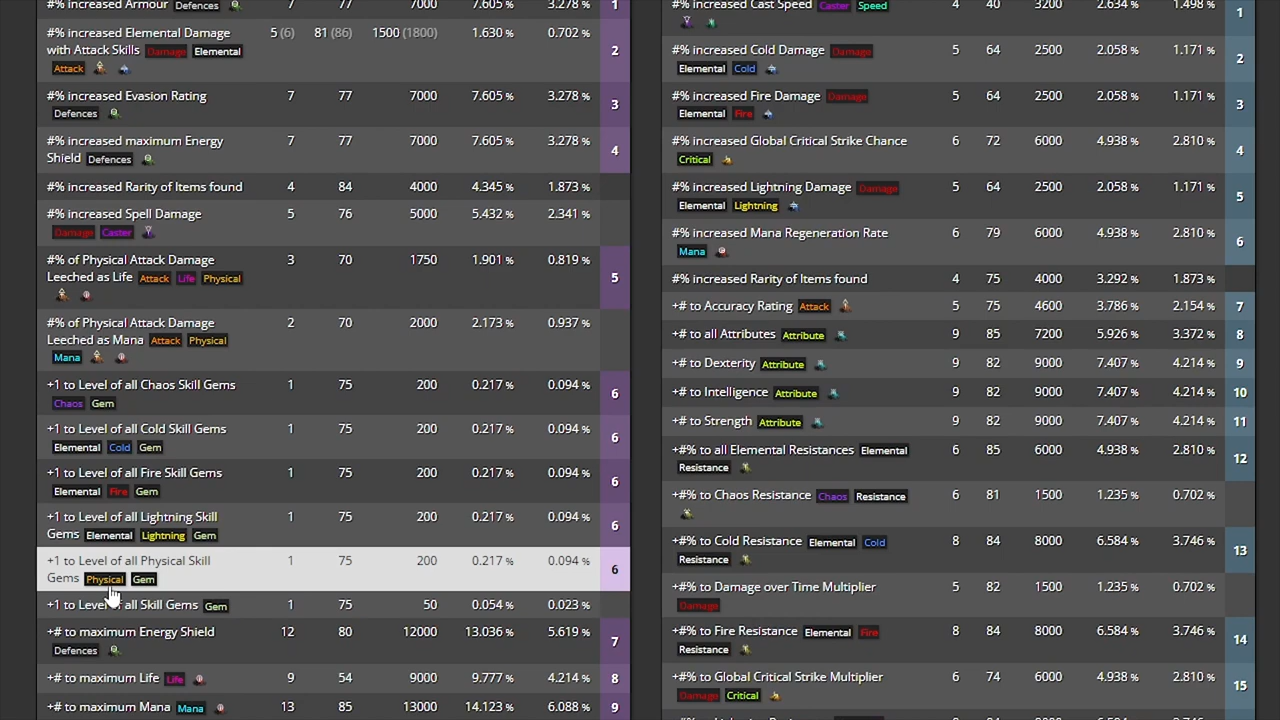 #% increased Armour Defences 7 77 7000 7.605 % 3.278 % 1
#% increased Elemental Damage 5 (6) 81 (86) 1500 (1800) 1.630 % 0.702 % 2
with Attack Skills Damage Elemental
Attack
#% increased Evasion Rating 7 77 7000 7.605 % 3.278 % 3
Defences
#% increased maximum Energy 7 77 7000 7.605 % 3.278 % 4
Shield Defences
#% increased Rarity of Items found 4 84 4000 4.345 % 1.873 %
#% increased Spell Damage 5 76 5000 5.432 % 2.341 %
Damage Caster
#% of Physical Attack Damage 3 70 1750 1.901 % 0.819 % 5
Leeched as Life Attack Life Physical
#% of Physical Attack Damage 2 70 2000 2.173 % 0.937 %
Leeched as Mana Attack Physical
Mana
+1 to Level of all Chaos Skill Gems 1 75 200 0.217 % 0.094 % 6
Chaos Gem
+1 to Level of all Cold Skill Gems 1 75 200 0.217 % 0.094 % 6
Elemental Cold Gem
+1 to Level of all Fire Skill Gems 1 75 200 0.217 % 0.094 % 6
Elemental Fire Gem
+1 to Level of all Lightning Skill 1 75 200 0.217 % 0.094 % 6
Gems Elemental Lightning Gem
+1 to Level of all Physical Skill 1 75 200 0.217 % 0.094 % 6
Gems Physical Gem
+1 to Level of all Skill Gems Gem 1 75 50 0.054 % 0.023 %
+# to maximum Energy Shield 12 80 12000 13.036 % 5.619 % 7
Defences
+# to maximum Life Life 9 54 9000 9.777 % 4.214 % 8
+# to maximum Mana Mana 13 85 13000 14.123 % 6.088 % 9
#% increased Cast Speed Caster Speed 4 40 3200 2.634 % 1.498 % 1
#% increased Cold Damage Damage 5 64 2500 2.058 % 1.171 % 2
Elemental Cold
#% increased Fire Damage Damage 5 64 2500 2.058 % 1.171 % 3
Elemental Fire
#% increased Global Critical Strike Chance 6 72 6000 4.938 % 2.810 % 4
Critical
#% increased Lightning Damage Damage 5 64 2500 2.058 % 1.171 % 5
Elemental Lightning
#% increased Mana Regeneration Rate 6 79 6000 4.938 % 2.810 % 6
Mana
#% increased Rarity of Items found 4 75 4000 3.292 % 1.873 %
+# to Accuracy Rating Attack 5 75 4600 3.786 % 2.154 % 7
+# to all Attributes Attribute 9 85 7200 5.926 % 3.372 % 8
+# to Dexterity Attribute 9 82 9000 7.407 % 4.214 % 9
+# to Intelligence Attribute 9 82 9000 7.407 % 4.214 % 10
+# to Strength Attribute 9 82 9000 7.407 % 4.214 % 11
+#% to all Elemental Resistances Elemental 6 85 6000 4.938 % 2.810 % 12
Resistance
+#% to Chaos Resistance Chaos Resistance 6 81 1500 1.235 % 0.702 %
+#% to Cold Resistance Elemental Cold 8 84 8000 6.584 % 3.746 % 13
Resistance
+#% to Damage over Time Multiplier 5 82 1500 1.235 % 0.702 %
Damage
+#% to Fire Resistance Elemental Fire 8 84 8000 6.584 % 3.746 % 14
Resistance
+#% to Global Critical Strike Multiplier 6 74 6000 4.938 % 2.810 % 15
Damage Critical